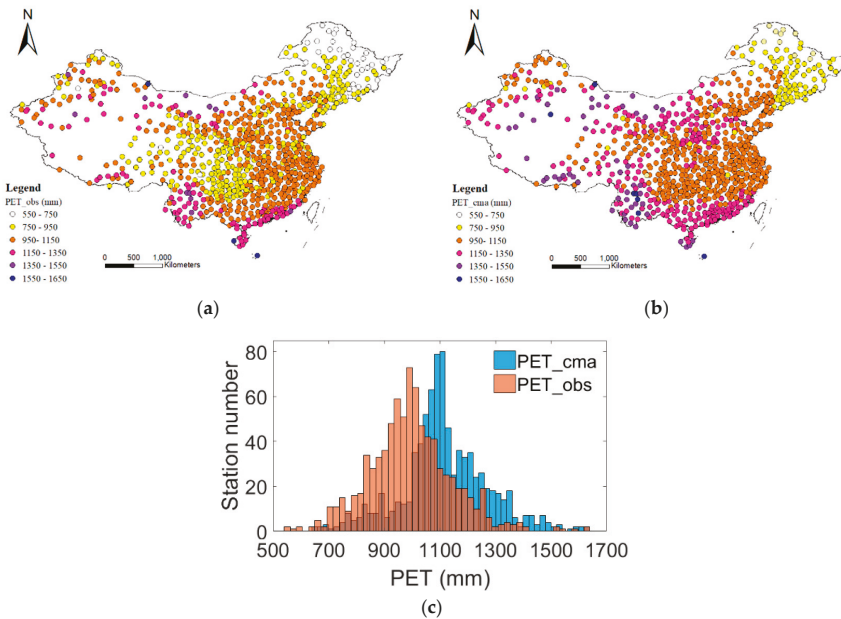 N
Legend
PET_obs (mm)
550 - 750
750 - 950
950- 1150
1150 - 1350
1350 - 1550
1550 - 1650
0 500 1,000
Kilometers
(a)
N
Legend
PET_cma (mm)
550 - 750
750 - 950
950 - 1150
1150 - 1350
1350 - 1550
1550 - 1650
0 500 1,000
Kilometers
(b)
80
60
40
20
0
Station number
PET_cma
PET_obs
500 700 900 1100 1300 1500 1700
PET (mm)
(c)